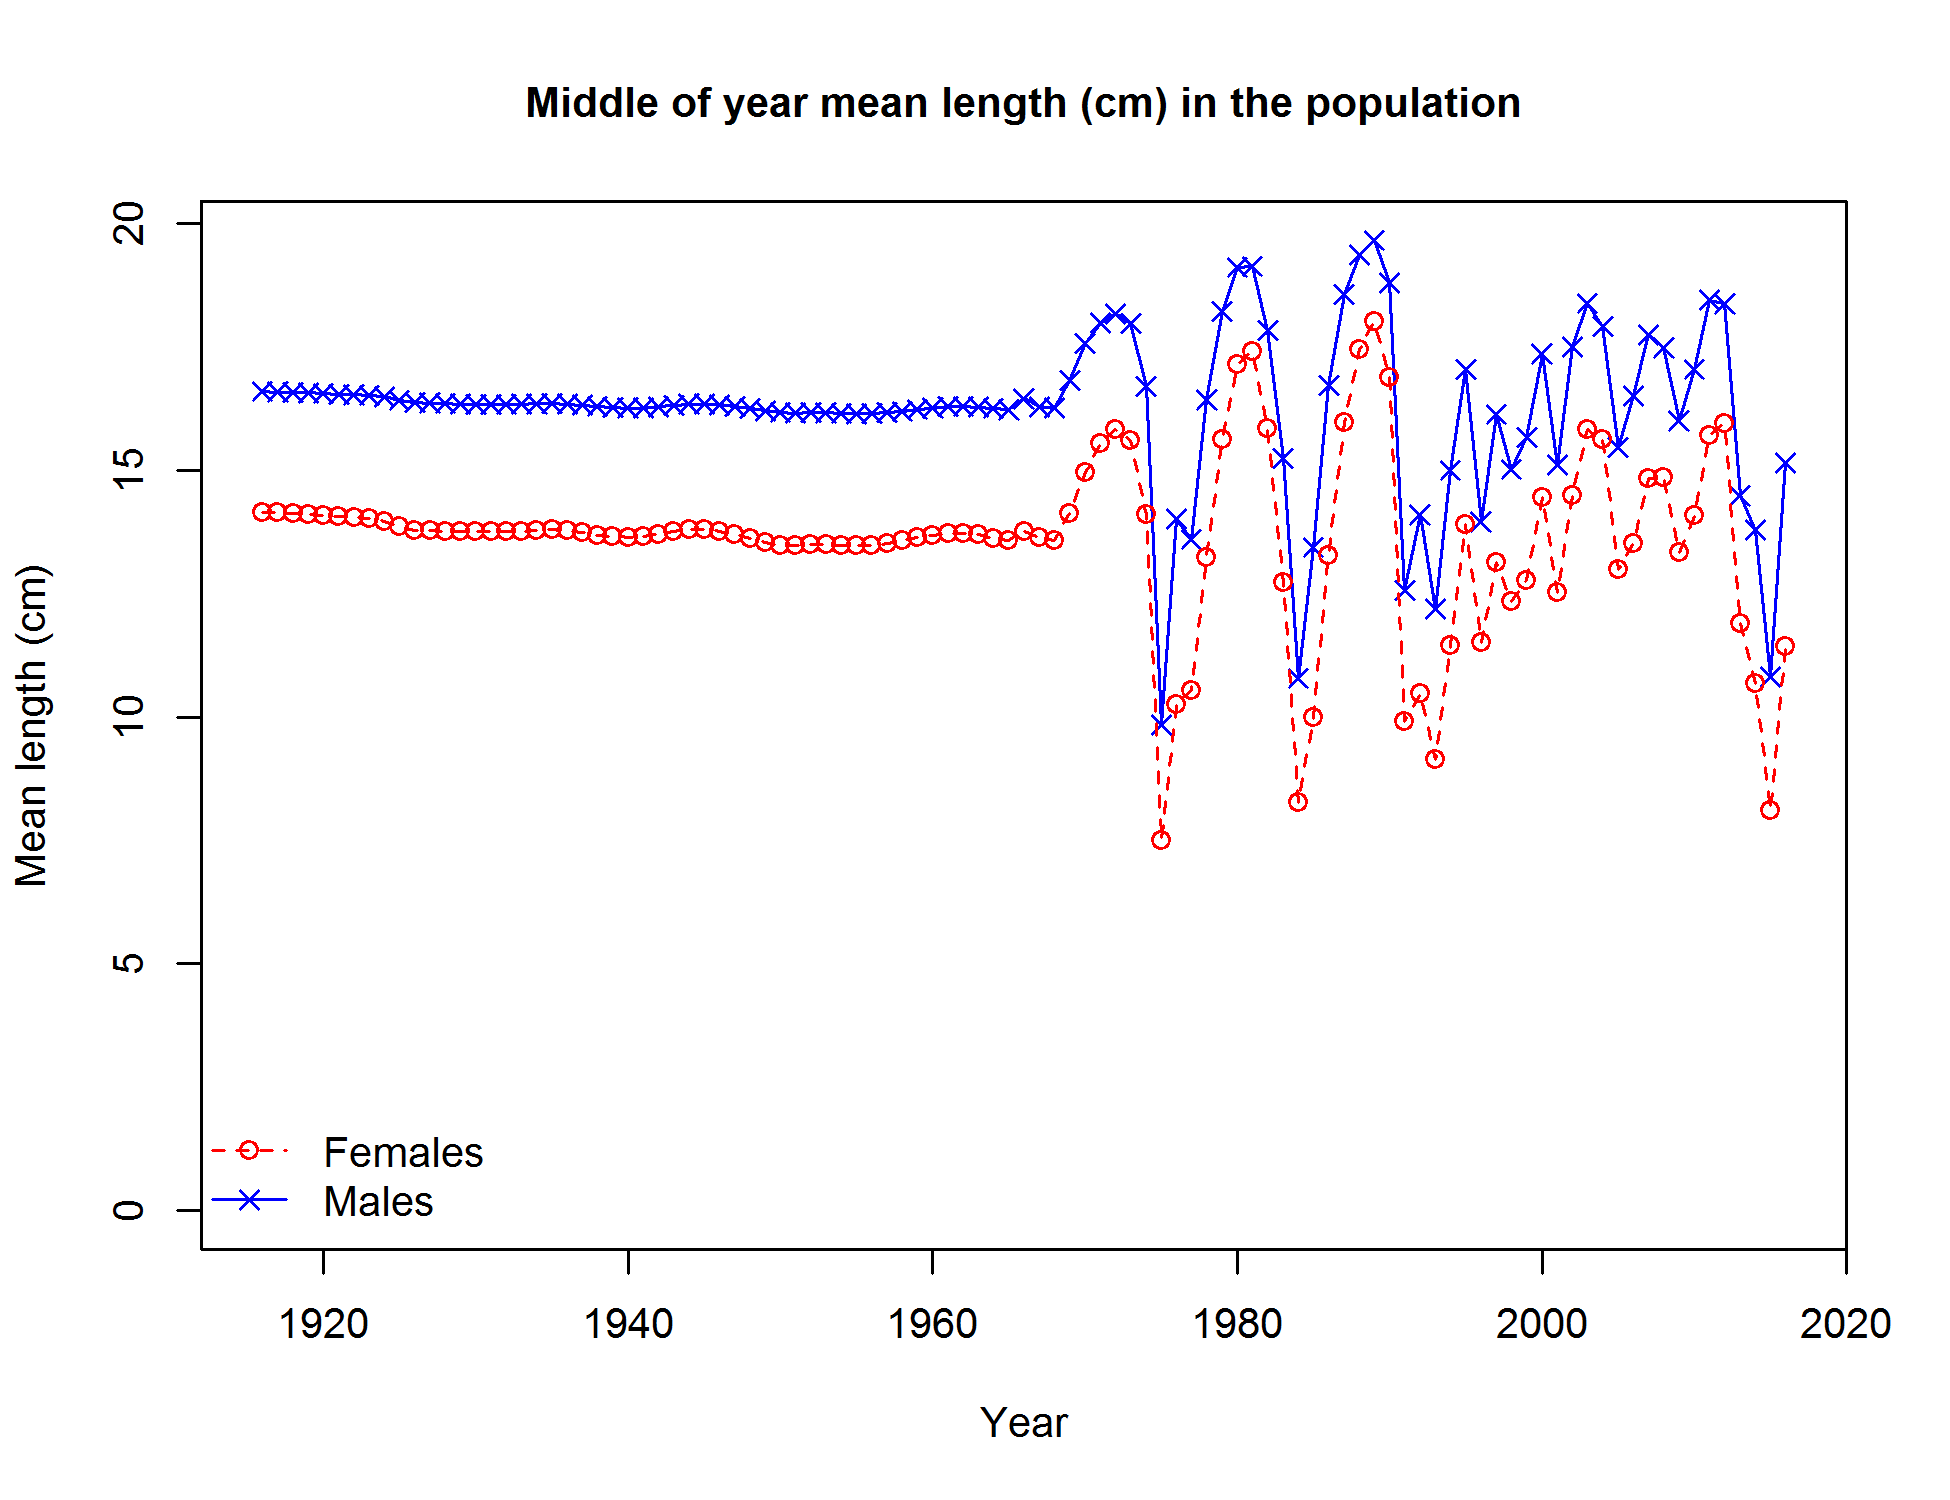 Middle of year mean length (cm) in the population
Mean length (cm)
20
15
10
5
0
Females
Males
1920 1940 1960 1980 2000 2020
Year